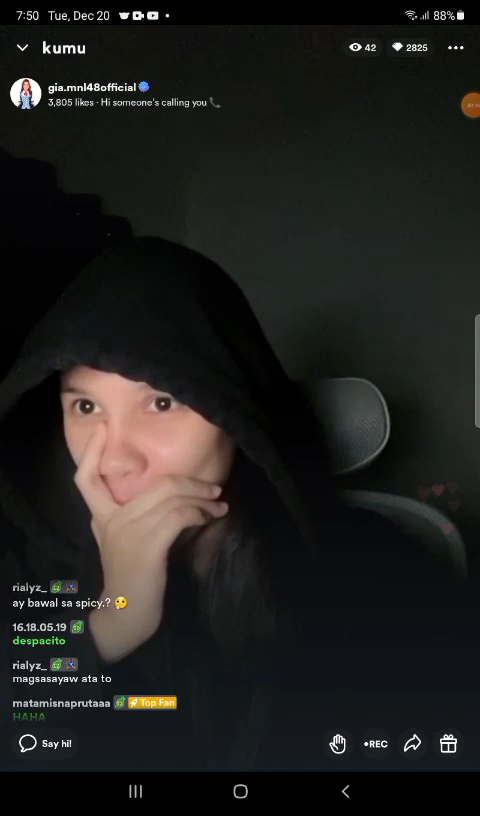 7:50 Tue, Dec 20 88%
kumu 42 2825
gia.mnl48official
3,805 likes · Hi someone's calling you 📞
rialyz_
ay bawal sa spicy.? 🤔
16.18.05.19
despacito
rialyz_
magsasayaw ata to
matamisnaprutaaa Top Fan
HAHA
Say hi! •REC